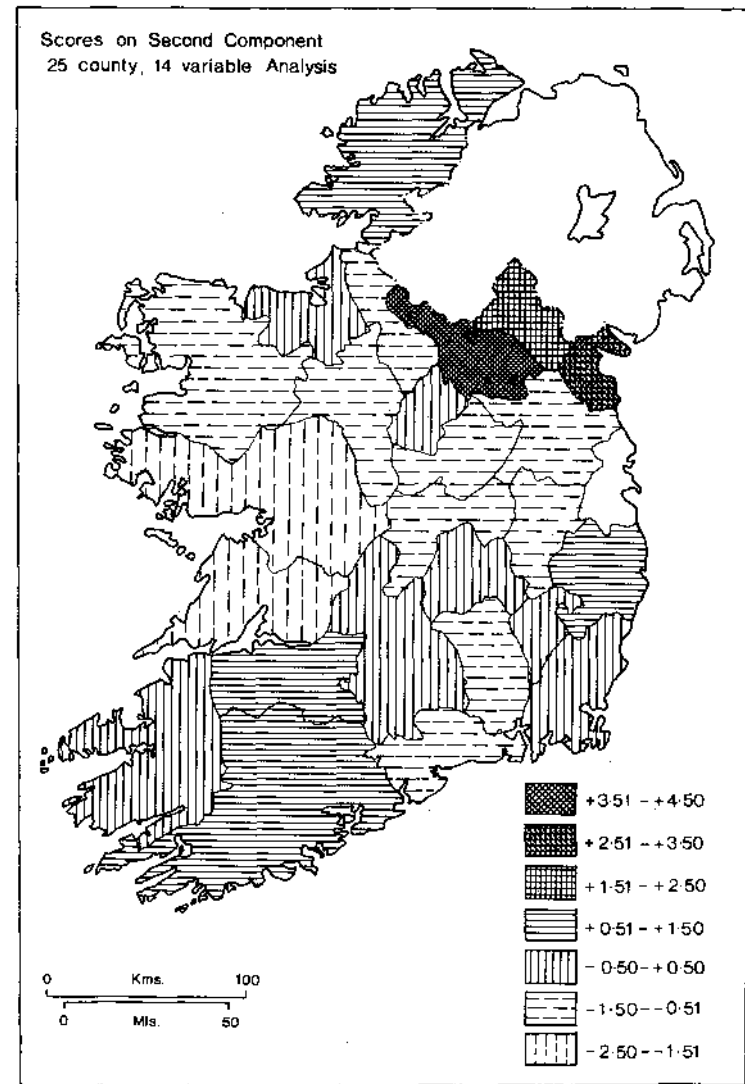 Scores on Second Component
25 county, 14 variable Analysis
+3·51 - +4·50
+2·51 - +3·50
+1·51 - +2·50
+0·51 - +1·50
-0·50 - +0·50
-1·50 - -0·51
-2·50 - -1·51
0 Kms. 100
0 Mls. 50